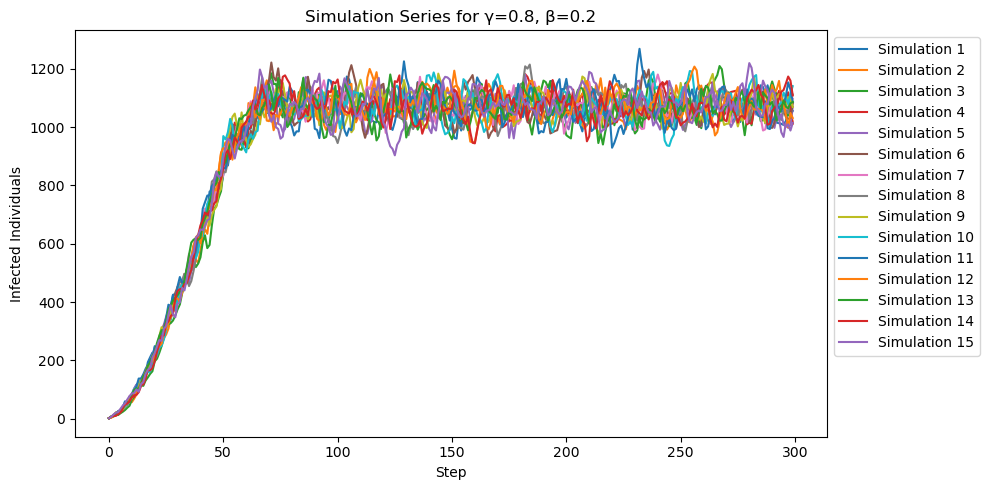 Simulation Series for γ=0.8, β=0.2
Infected Individuals
1200
1000
800
600
400
200
0
0 50 100 150 200 250 300
Step
Simulation 1
Simulation 2
Simulation 3
Simulation 4
Simulation 5
Simulation 6
Simulation 7
Simulation 8
Simulation 9
Simulation 10
Simulation 11
Simulation 12
Simulation 13
Simulation 14
Simulation 15